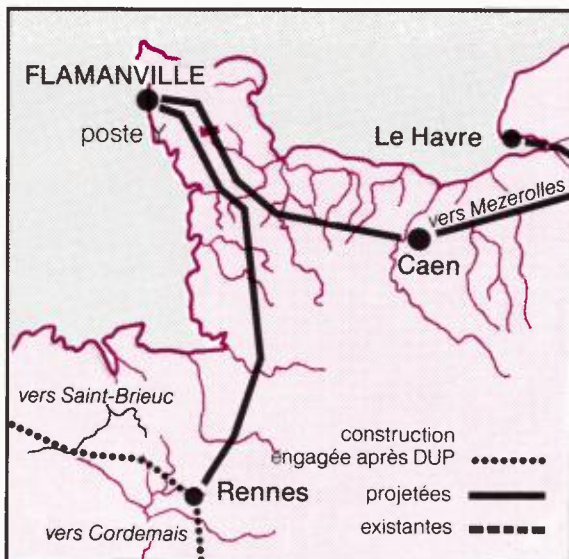 FLAMANVILLE
poste Y
Le Havre
vers Mezerolles
Caen
vers Saint-Brieuc
construction
engagée après DUP
Rennes
projetées
vers Cordemais
existantes